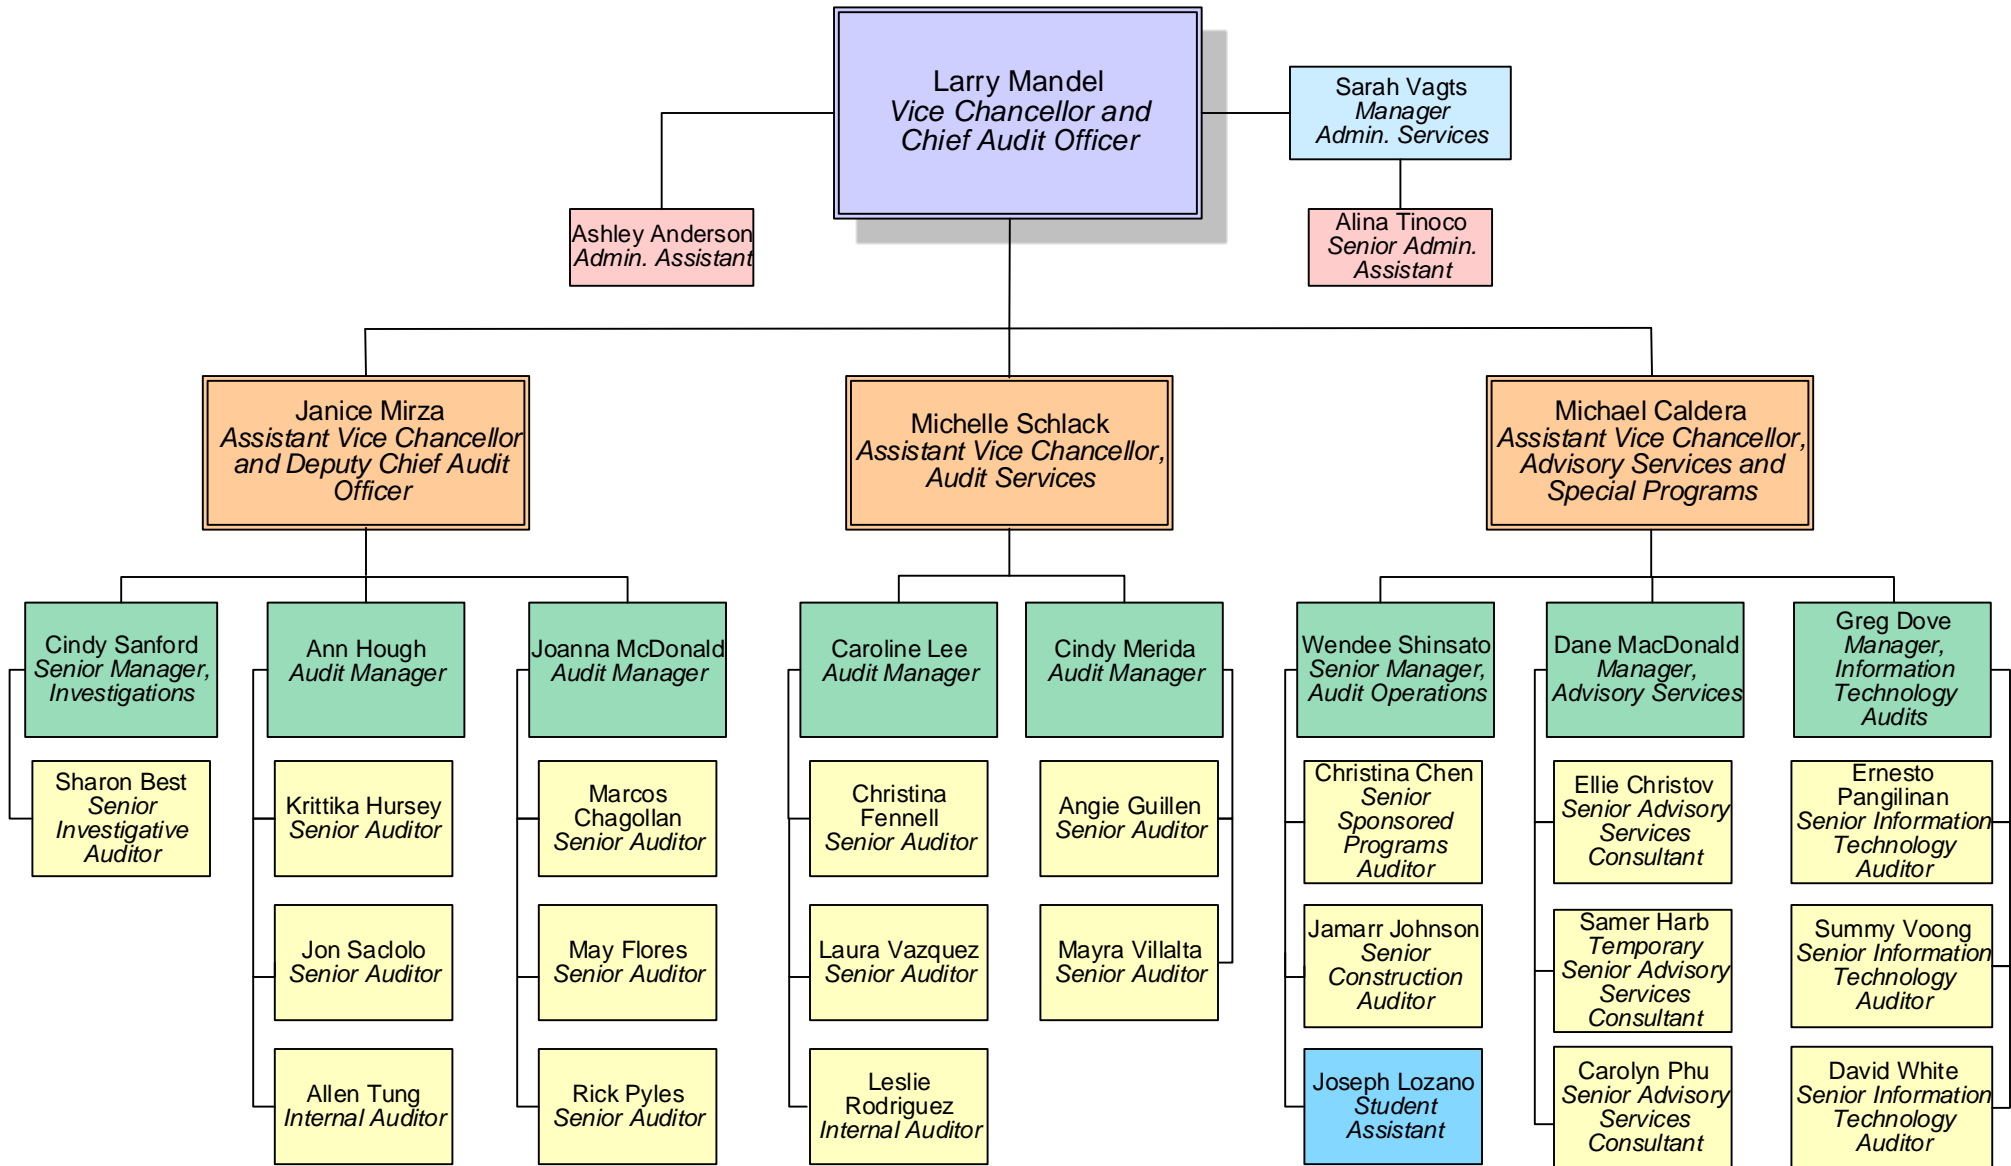 Larry Mandel
Vice Chancellor and
Chief Audit Officer
Sarah Vagts
Manager
Admin. Services
Ashley Anderson
Admin. Assistant
Alina Tinoco
Senior Admin.
Assistant
Janice Mirza
Assistant Vice Chancellor
and Deputy Chief Audit
Officer
Michelle Schlack
Assistant Vice Chancellor,
Audit Services
Michael Caldera
Assistant Vice Chancellor,
Advisory Services and
Special Programs
Cindy Sanford
Senior Manager,
Investigations
Ann Hough
Audit Manager
Joanna McDonald
Audit Manager
Caroline Lee
Audit Manager
Cindy Merida
Audit Manager
Wendee Shinsato
Senior Manager,
Audit Operations
Dane MacDonald
Manager,
Advisory Services
Greg Dove
Manager,
Information
Technology
Audits
Sharon Best
Senior
Investigative
Auditor
Krittika Hursey
Senior Auditor
Marcos
Chagollan
Senior Auditor
Christina
Fennell
Senior Auditor
Angie Guillen
Senior Auditor
Christina Chen
Senior
Sponsored
Programs
Auditor
Ellie Christov
Senior Advisory
Services
Consultant
Ernesto
Pangilinan
Senior Information
Technology
Auditor
Jon Saclolo
Senior Auditor
May Flores
Senior Auditor
Laura Vazquez
Senior Auditor
Mayra Villalta
Senior Auditor
Jamarr Johnson
Senior
Construction
Auditor
Samer Harb
Temporary
Senior Advisory
Services
Consultant
Summy Voong
Senior Information
Technology
Auditor
Allen Tung
Internal Auditor
Rick Pyles
Senior Auditor
Leslie
Rodriguez
Internal Auditor
Joseph Lozano
Student
Assistant
Carolyn Phu
Senior Advisory
Services
Consultant
David White
Senior Information
Technology
Auditor